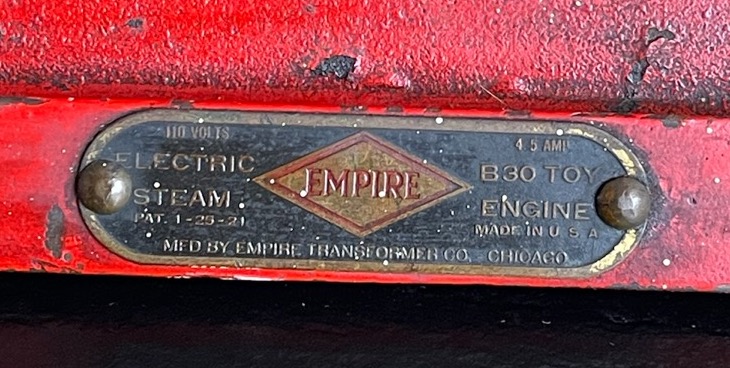 110 VOLTS
4.5 AMP.
ELECTRIC
EMPIRE
B30 TOY
STEAM
ENGINE
PAT. 1-25-21
MADE IN U S A
MFD BY EMPIRE TRANSFORMER CO. - CHICAGO